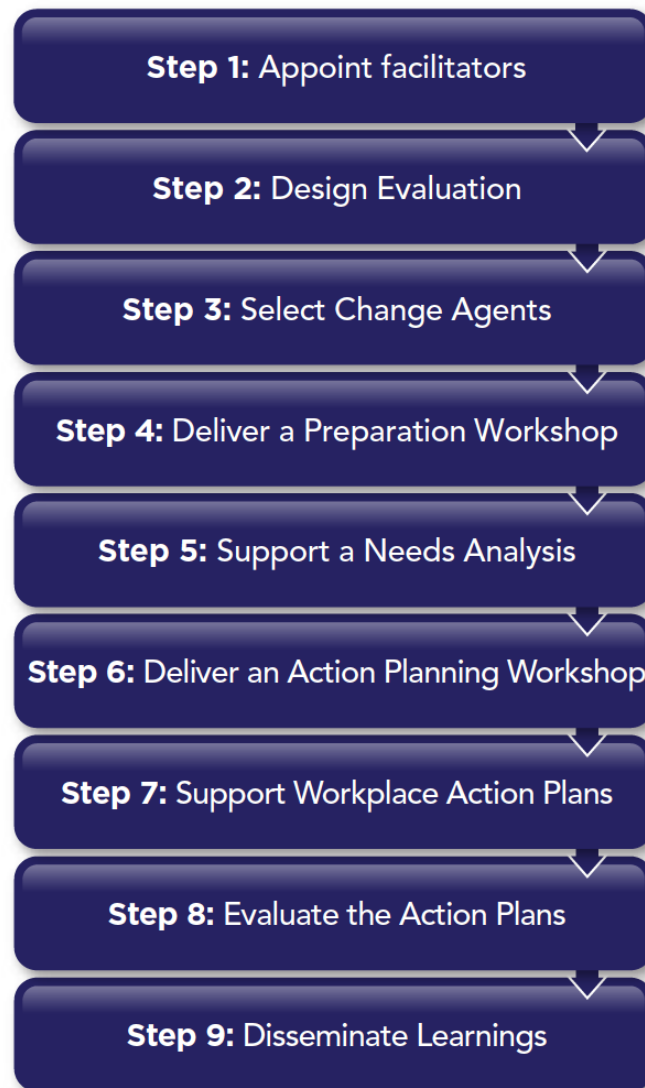 Step 1: Appoint facilitators
Step 2: Design Evaluation
Step 3: Select Change Agents
Step 4: Deliver a Preparation Workshop
Step 5: Support a Needs Analysis
Step 6: Deliver an Action Planning Workshop
Step 7: Support Workplace Action Plans
Step 8: Evaluate the Action Plans
Step 9: Disseminate Learnings